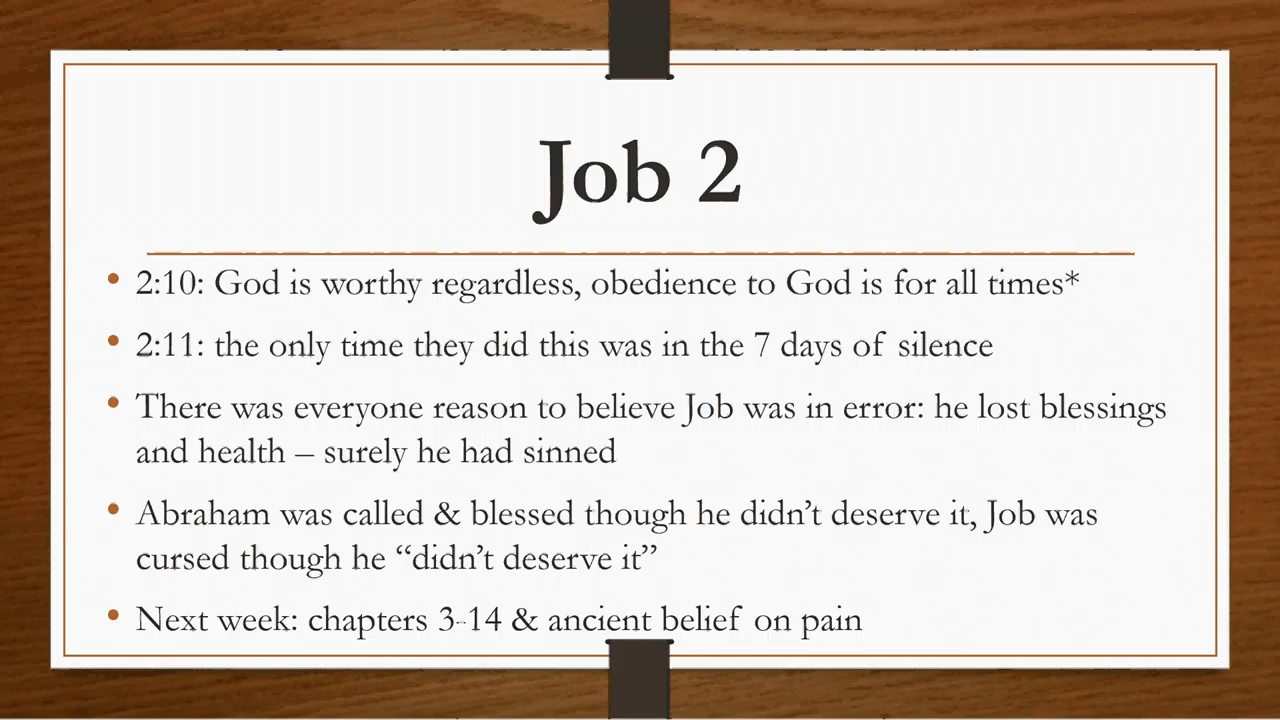 Job 2
• 2:10: God is worthy regardless, obedience to God is for all times*
• 2:11: the only time they did this was in the 7 days of silence
• There was everyone reason to believe Job was in error: he lost blessings
and health – surely he had sinned
• Abraham was called & blessed though he didn’t deserve it, Job was
cursed though he “didn’t deserve it”
• Next week: chapters 3-14 & ancient belief on pain